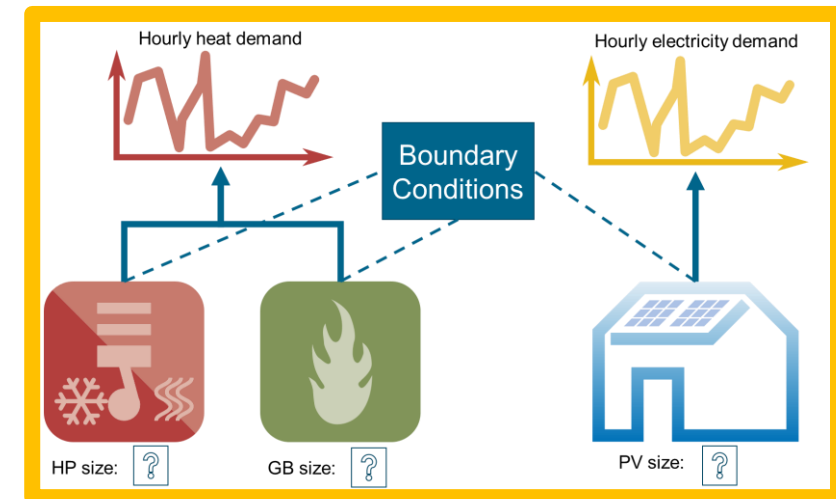 Hourly heat demand
Hourly electricity demand
Boundary
Conditions
HP size: ?
GB size: ?
PV size: ?